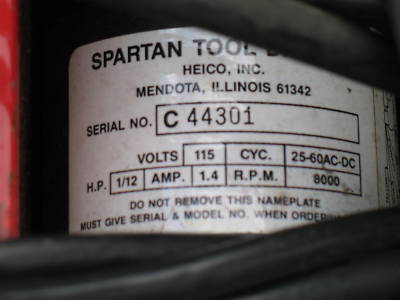 SPARTAN TOOL
HEICO, INC.
MENDOTA, ILLINOIS 61342
SERIAL NO. C 44301
VOLTS 115 CYC. 25-60AC-DC
H.P. 1/12 AMP. 1.4 R.P.M. 8000
DO NOT REMOVE THIS NAMEPLATE
MUST GIVE SERIAL & MODEL NO. WHEN